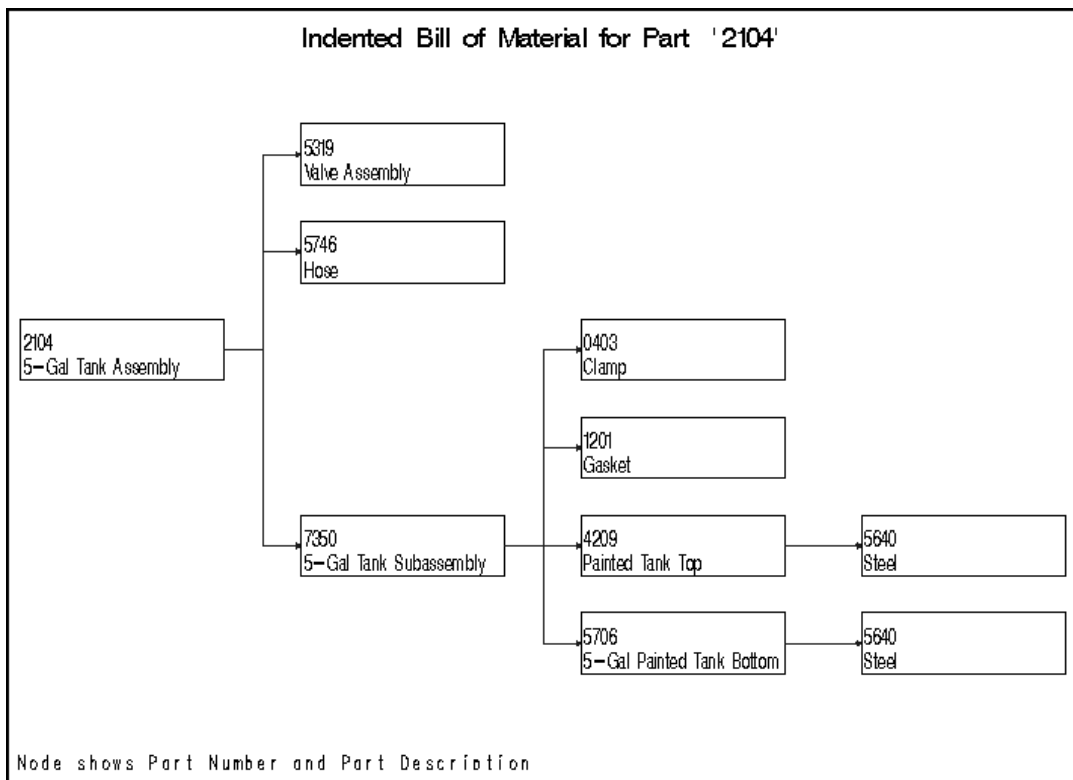 Indented Bill of Material for Part '2104'
5319
Valve Assembly
5746
Hose
2104
5-Gal Tank Assembly
0403
Clamp
1201
Gasket
7350
5-Gal Tank Subassembly
4209
Painted Tank Top
5640
Steel
5706
5-Gal Painted Tank Bottom
5640
Steel
Node shows Part Number and Part Description